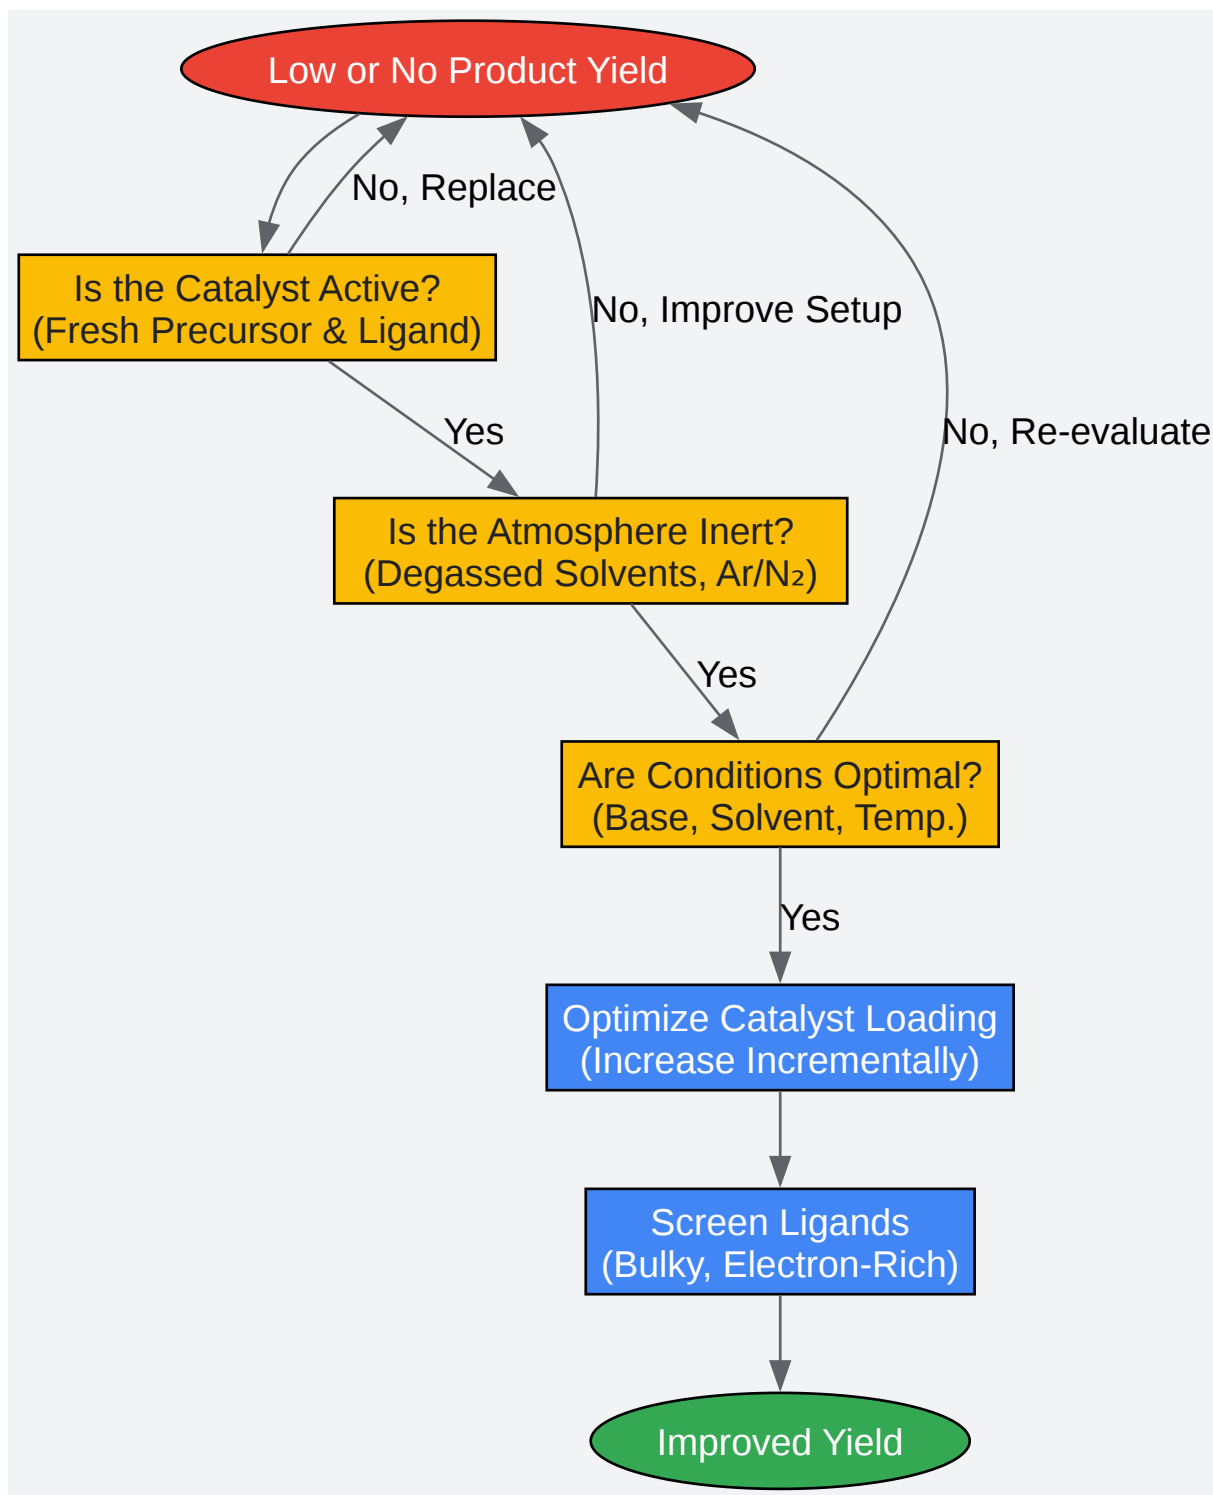 Low or No Product Yield
No, Replace
Is the Catalyst Active?
(Fresh Precursor & Ligand)
No, Improve Setup
Yes
No, Re-evaluate
Is the Atmosphere Inert?
(Degassed Solvents, Ar/N₂)
Yes
Are Conditions Optimal?
(Base, Solvent, Temp.)
Yes
Optimize Catalyst Loading
(Increase Incrementally)
Screen Ligands
(Bulky, Electron-Rich)
Improved Yield